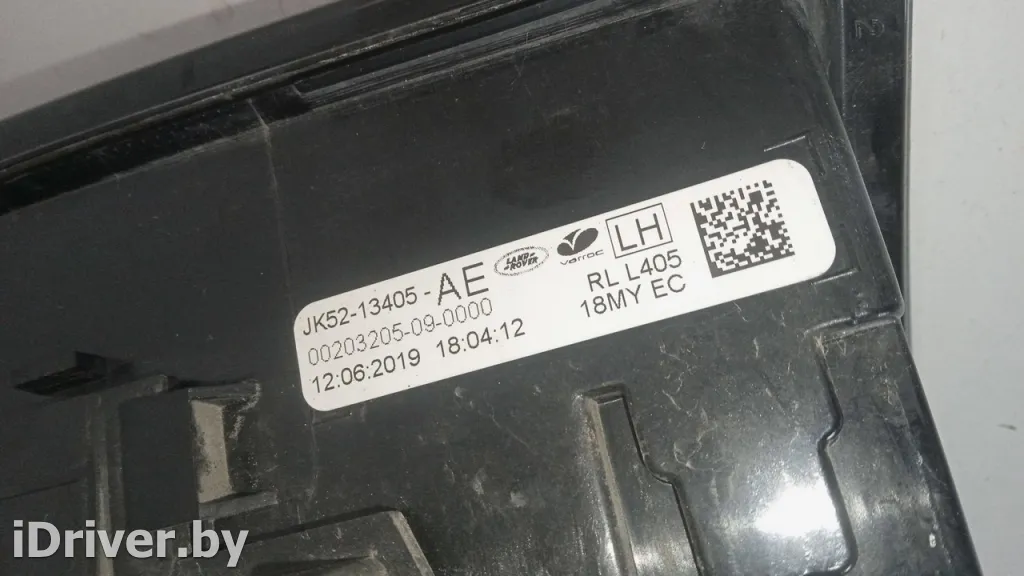 JK52-13405-AE
LAND ROVER
varroc
LH
00203205-09-0000
RL L405
12:06:2019 18:04:12
18MY EC
iDriver.by